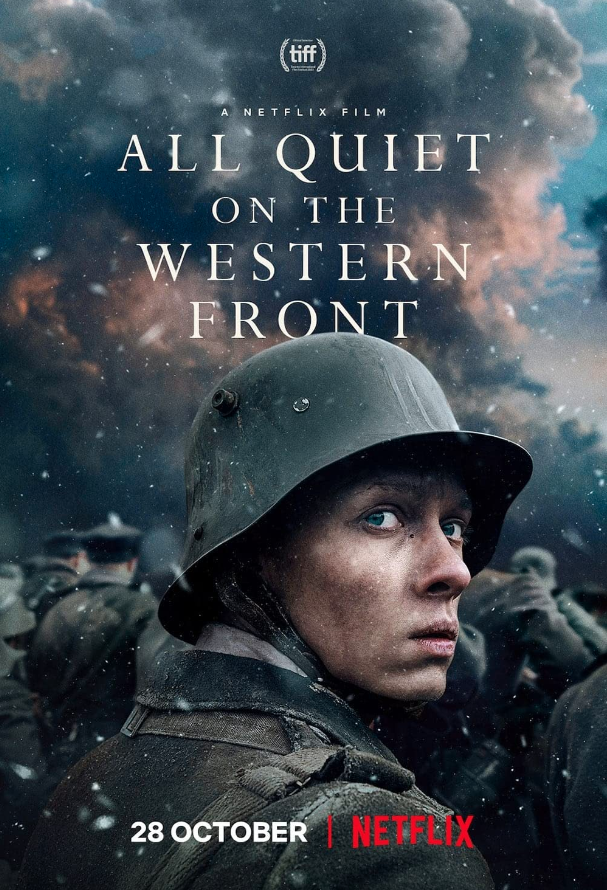 tiff
A NETFLIX FILM
ALL QUIET
ON THE
WESTERN
FRONT
28 OCTOBER | NETFLIX